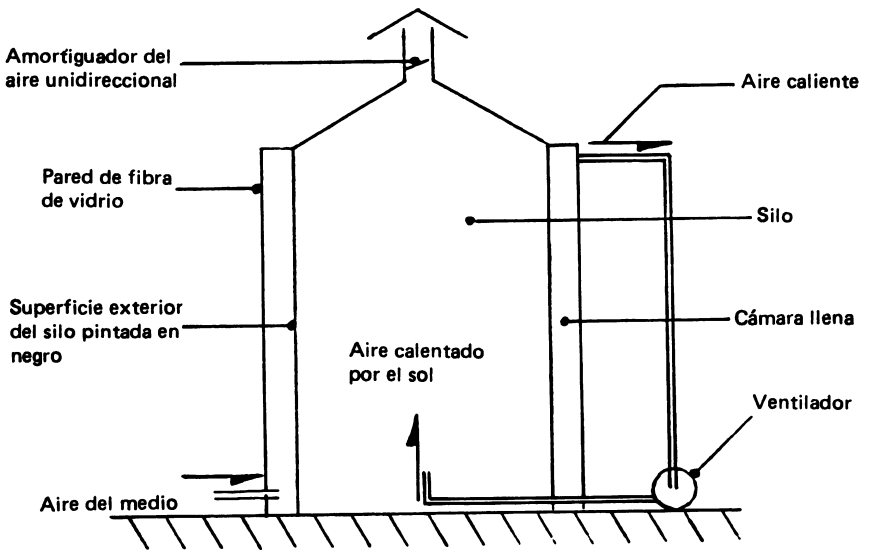 Amortiguador del
aire unidireccional
Aire caliente
Pared de fibra
de vidrio
Silo
Superficie exterior
del silo pintada en
negro
Cámara llena
Aire calentado
por el sol
Ventilador
Aire del medio